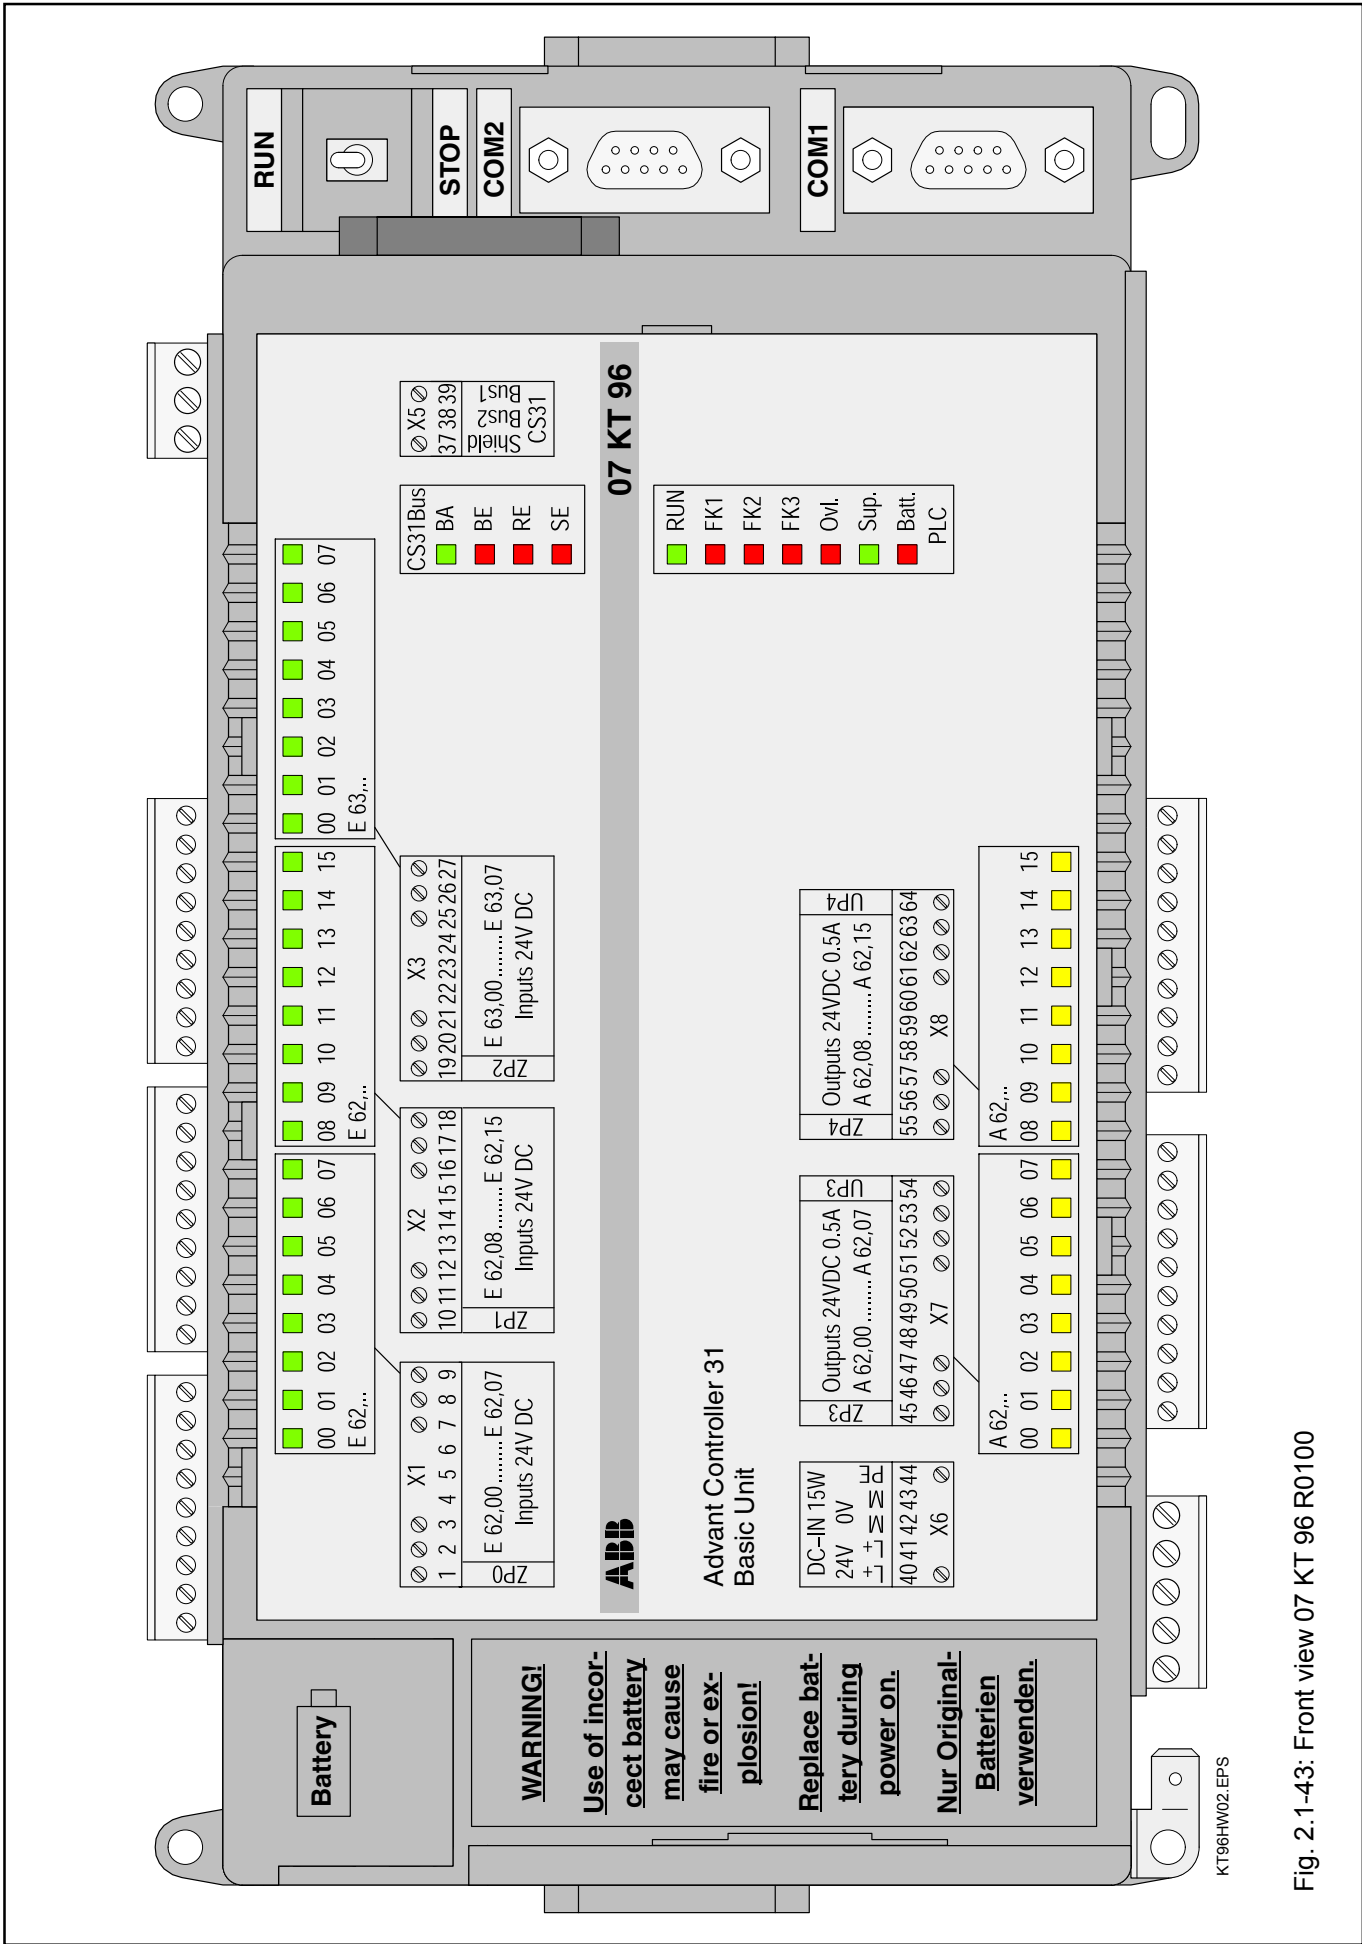 Battery
WARNING!
Use of incor-
cect battery
may cause
fire or ex-
plosion!
Replace bat-
tery during
power on.
Nur Original-
Batterien
verwenden.
00 01 02 03 04 05 06 07
E 62,..
08 09 10 11 12 13 14 15
E 62,..
00 01 02 03 04 05 06 07
E 63,..
X1
1 2 3 4 5 6 7 8 9
ZP0
E 62,00.........E 62,07
Inputs 24V DC
X2
10 11 12 13 14 15 16 17 18
ZP1
E 62,08.........E 62,15
Inputs 24V DC
X3
19 20 21 22 23 24 25 26 27
ZP2
E 63,00.........E 63,07
Inputs 24V DC
CS31Bus
BA
BE
RE
SE
X5
37 38 39
Shield
Bus2
Bus1
CS31
ABB
07 KT 96
Advant Controller 31
Basic Unit
RUN
FK1
FK2
FK3
Ovl.
Sup.
Batt.
PLC
DC–IN 15W
24V 0V
L+ L+ M M PE
40 41 42 43 44
X6
ZP3
Outputs 24VDC 0.5A
A 62,00.........A 62,07
UP3
45 46 47 48 49 50 51 52 53 54
X7
ZP4
Outputs 24VDC 0.5A
A 62,08.........A 62,15
UP4
55 56 57 58 59 60 61 62 63 64
X8
A 62,..
00 01 02 03 04 05 06 07
A 62,..
08 09 10 11 12 13 14 15
RUN
STOP
COM2
COM1
KT96HW02.EPS
Fig. 2.1-43: Front view 07 KT 96 R0100